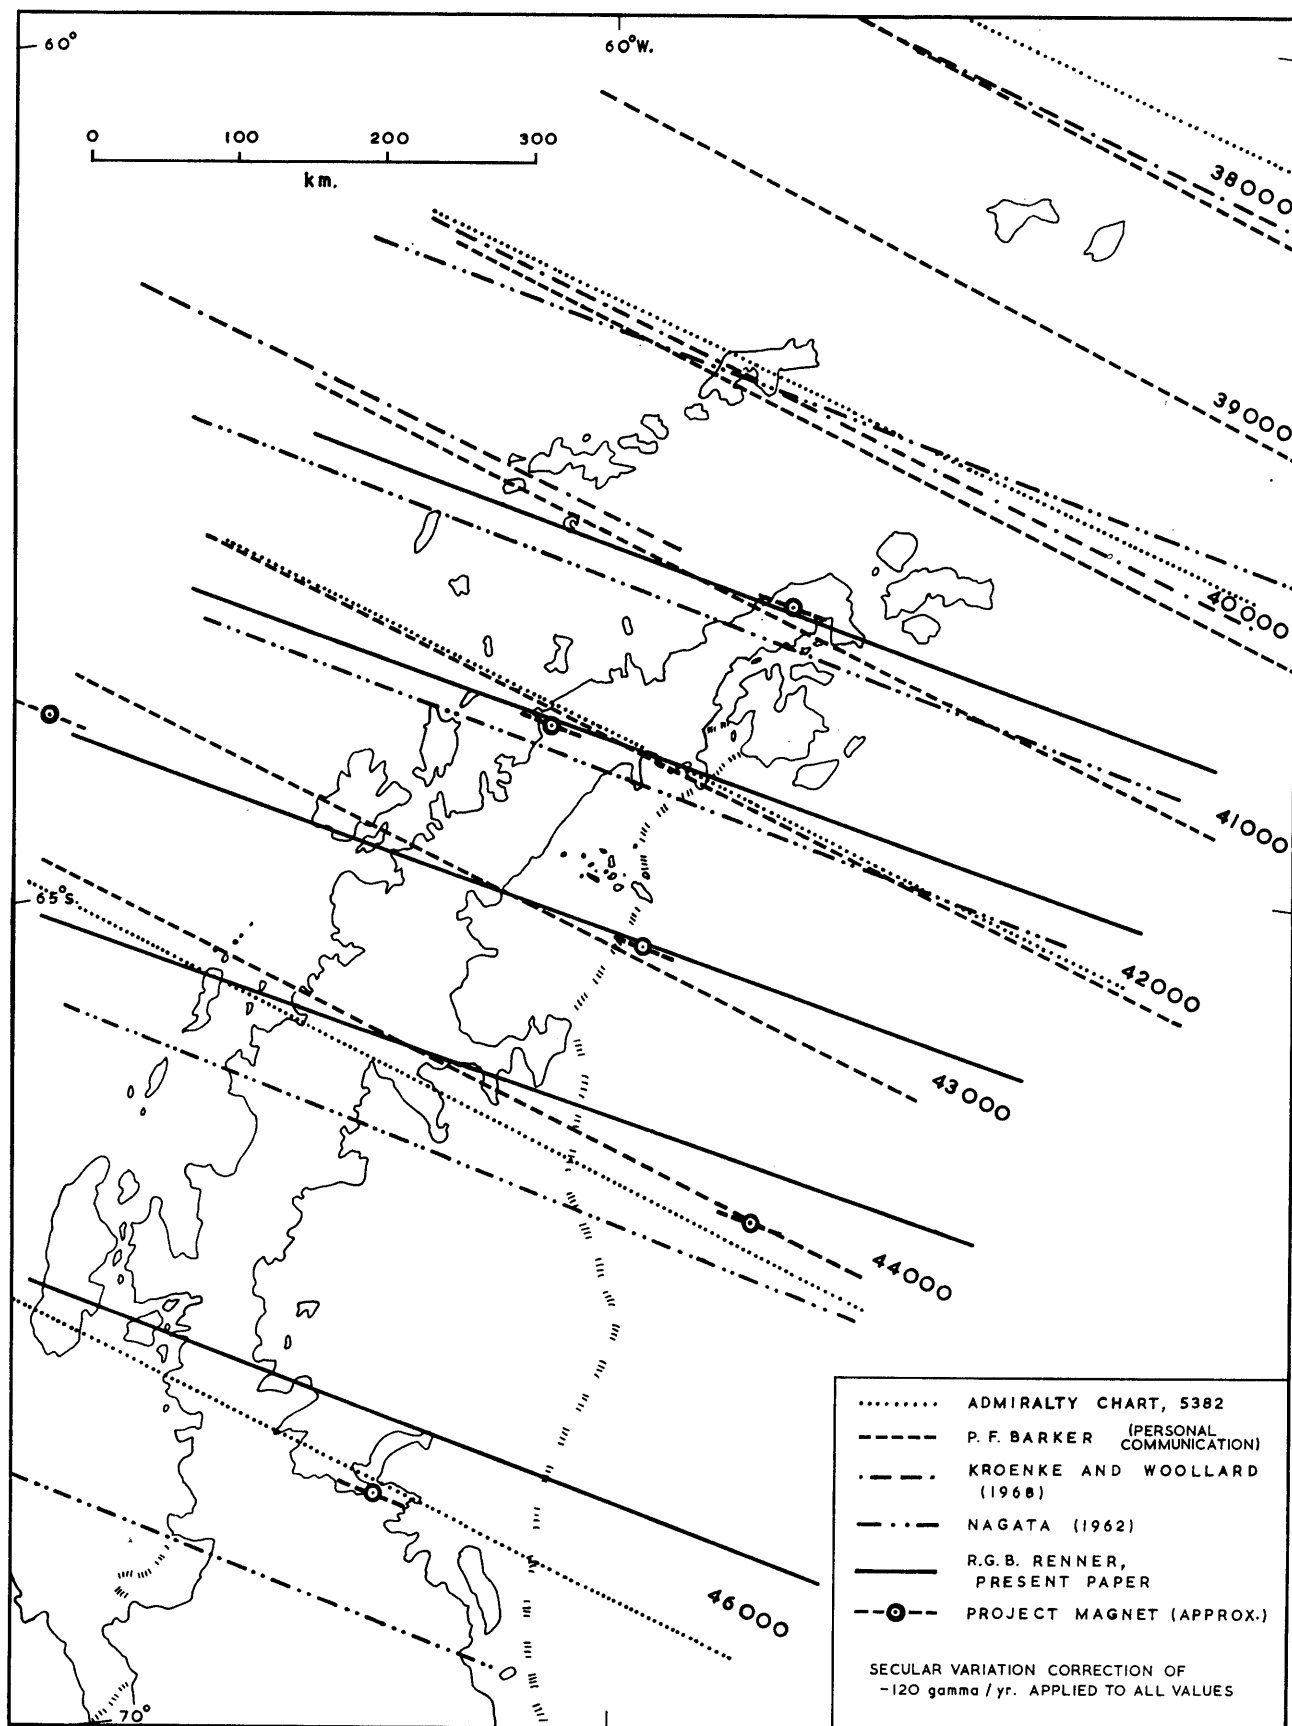 60°
60°W.
0 100 200 300
km.
38000
39000
40000
41000
65°S
42000
43000
44000
46000
70°
ADMIRALTY CHART, 5382
P. F. BARKER (PERSONAL COMMUNICATION)
KROENKE AND WOOLLARD
(1968)
NAGATA (1962)
R.G.B. RENNER,
PRESENT PAPER
PROJECT MAGNET (APPROX.)
SECULAR VARIATION CORRECTION OF
-120 gamma / yr. APPLIED TO ALL VALUES